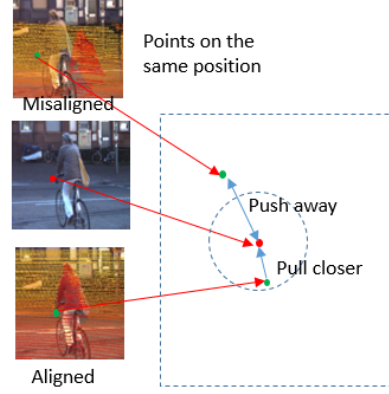 Points on the
same position
Misaligned
Push away
Pull closer
Aligned